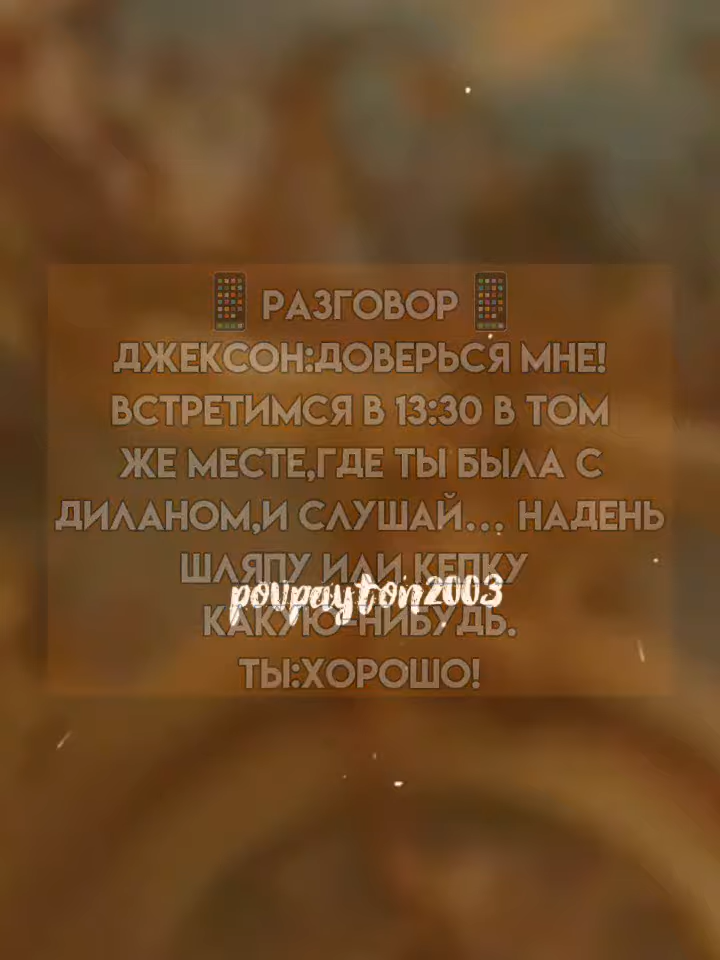 📱 РАЗГОВОР 📱
ДЖЕКСОН:ДОВЕРЬСЯ МНЕ!
ВСТРЕТИМСЯ В 13:30 В ТОМ
ЖЕ МЕСТЕ,ГДЕ ТЫ БЫЛА С
ДИЛАНОМ,И СЛУШАЙ... НАДЕНЬ
ШЛЯПУ ИЛИ КЕПКУ
povpayton2003
КАКУЮ-НИБУДЬ.
ТЫ:ХОРОШО!